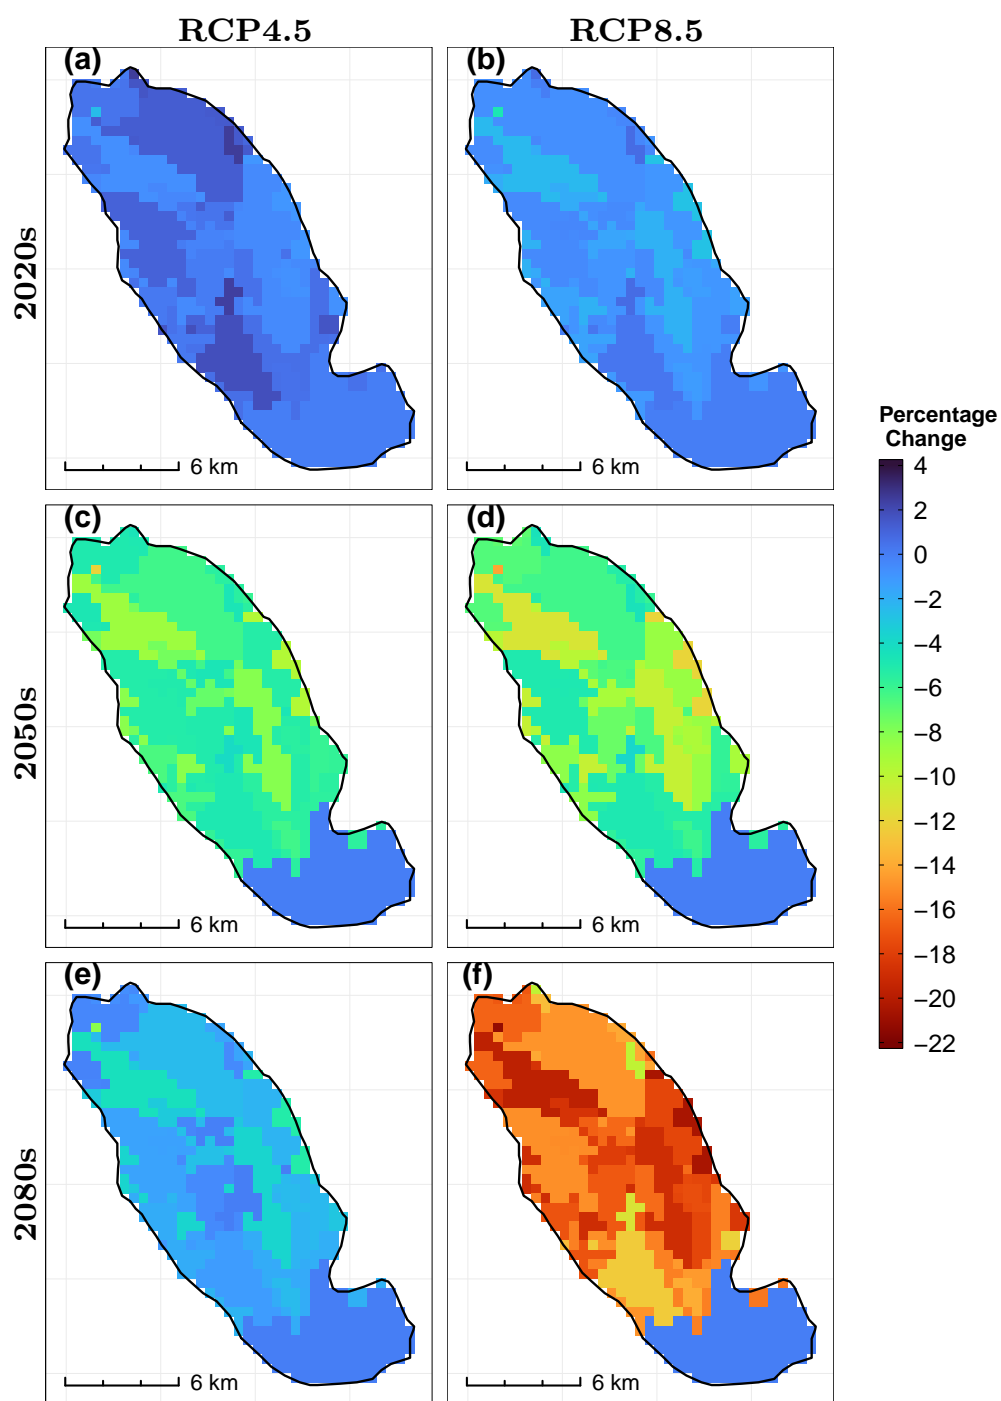 RCP4.5 RCP8.5
(a) (b)
2020s
6 km 6 km
(c) (d)
2050s
6 km 6 km
(e) (f)
2080s
6 km 6 km
Percentage
Change
4
2
0
−2
−4
−6
−8
−10
−12
−14
−16
−18
−20
−22